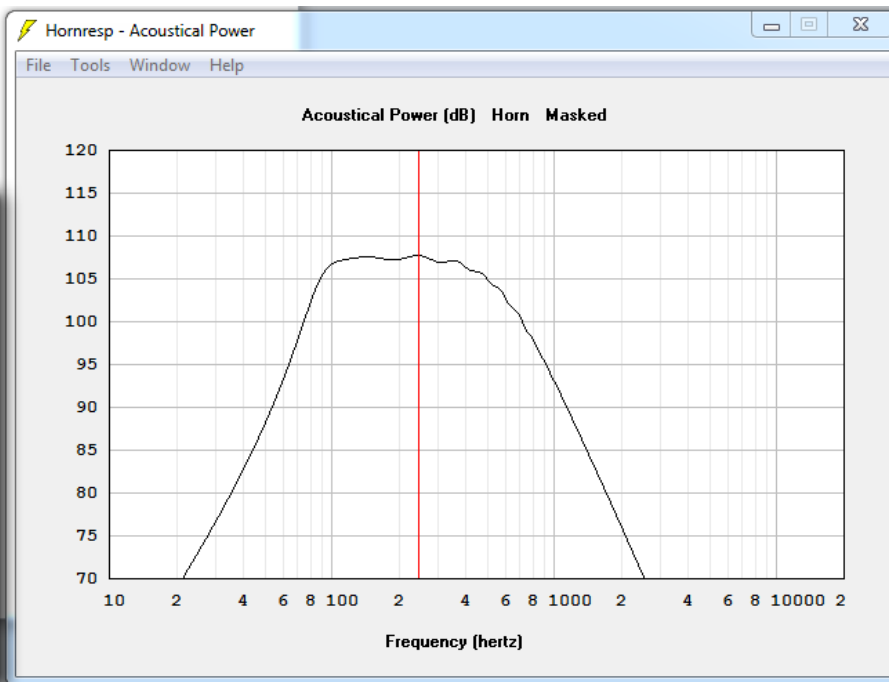 Hornresp - Acoustical Power
File Tools Window Help
Acoustical Power (dB) Horn Masked
120
115
110
105
100
95
90
85
80
75
70
10 2 4 6 8 100 2 4 6 8 1000 2 4 6 8 10000 2
Frequency (hertz)